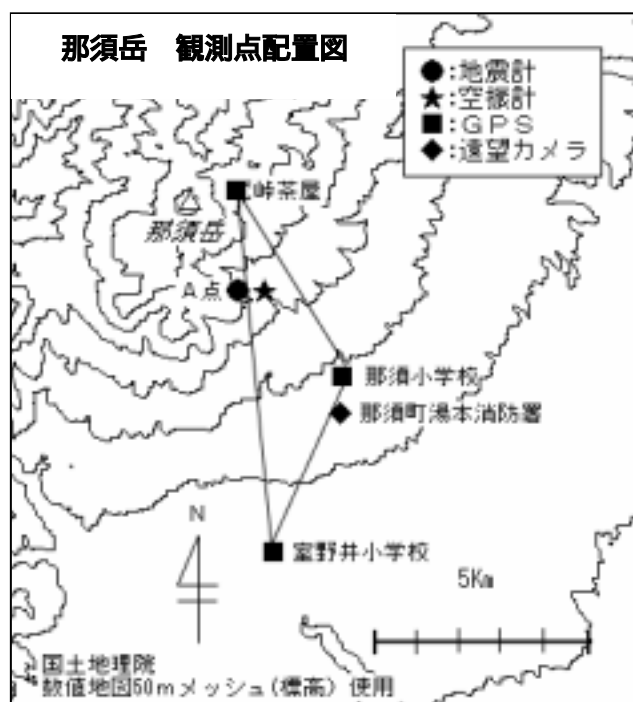 那須岳 観測点配置図
●:地震計
★:空振計
■:GPS
◆:遠望カメラ
峠茶屋
那須岳
A点
那須小学校
那須町湯本消防署
N
室野井小学校
5Km
国土地理院
数値地図50mメッシュ(標高)使用